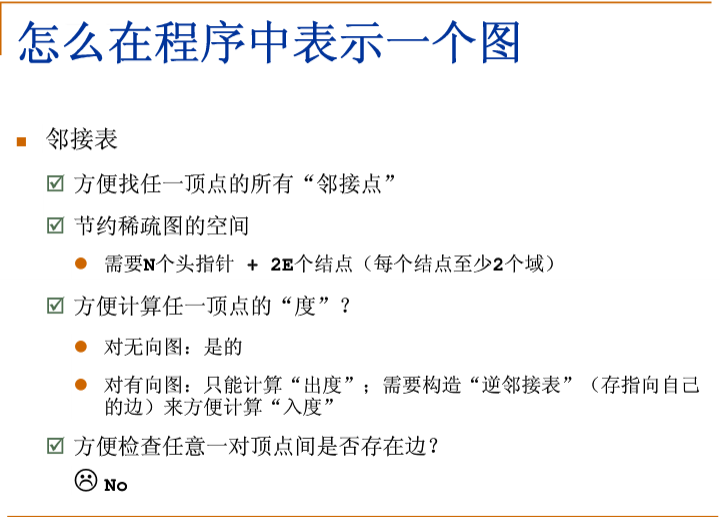 怎么在程序中表示一个图
邻接表
方便找任一顶点的所有“邻接点”
节约稀疏图的空间
需要N个头指针 + 2E个结点（每个结点至少2个域）
方便计算任一顶点的“度”？
对无向图：是的
对有向图：只能计算“出度”；需要构造“逆邻接表”（存指向自己
的边）来方便计算“入度”
方便检查任意一对顶点间是否存在边？
No